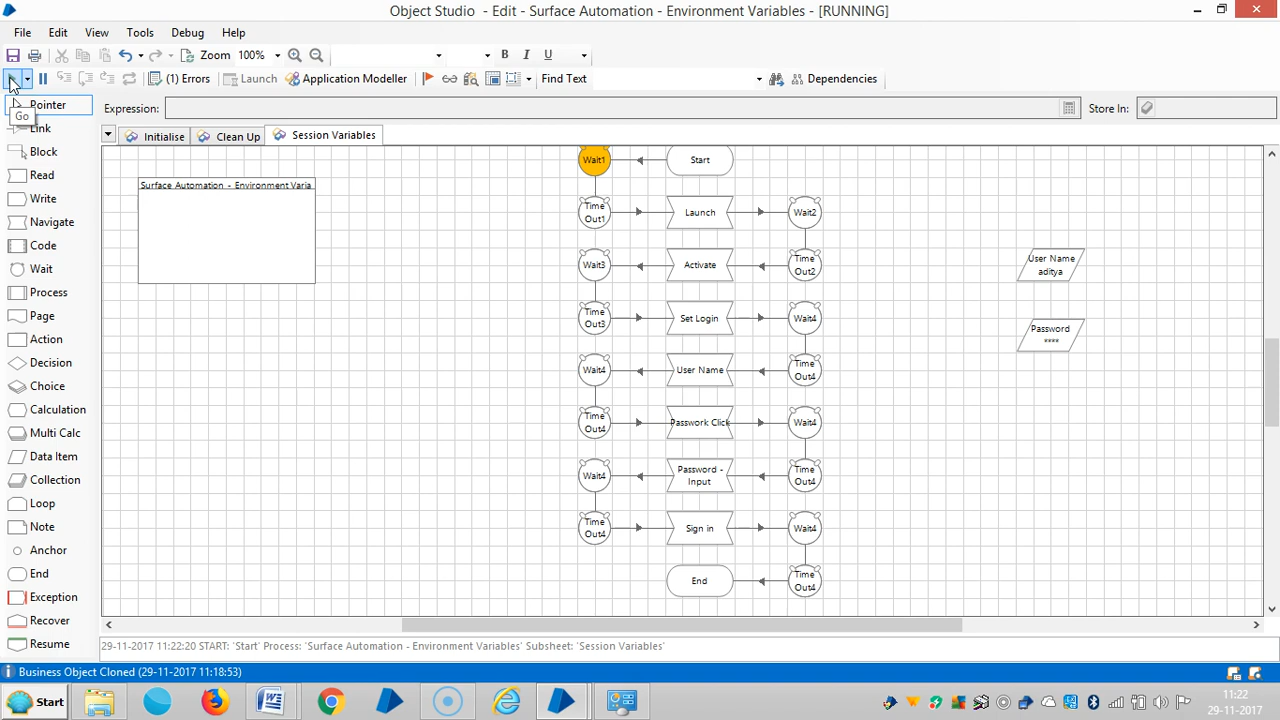 Object Studio - Edit - Surface Automation - Environment Variables - [RUNNING]
File Edit View Tools Debug Help
Zoom 100% B I U
(1) Errors Launch Application Modeller Find Text Dependencies
Pointer
Go
Expression: Store In:
Link
Initialise Clean Up Session Variables
Block
Read
Write
Navigate
Code
Wait
Process
Page
Action
Decision
Choice
Calculation
Multi Calc
Data Item
Collection
Loop
Note
Anchor
End
Exception
Recover
Resume
Surface Automation - Environment Varia
Wait1 Start
Time Out1 Launch Wait2
Wait3 Activate Time Out2
Time Out3 Set Login Wait4
Wait4 User Name Time Out4
Time Out4 Passwork Click Wait4
Wait4 Password - Input Time Out4
Time Out4 Sign in Wait4
End Time Out4
User Name
aditya
Password
****
29-11-2017 11:22:20 START: 'Start' Process: 'Surface Automation - Environment Variables' Subsheet: 'Session Variables'
Business Object Cloned (29-11-2017 11:18:53)
Start
11:22
29-11-2017